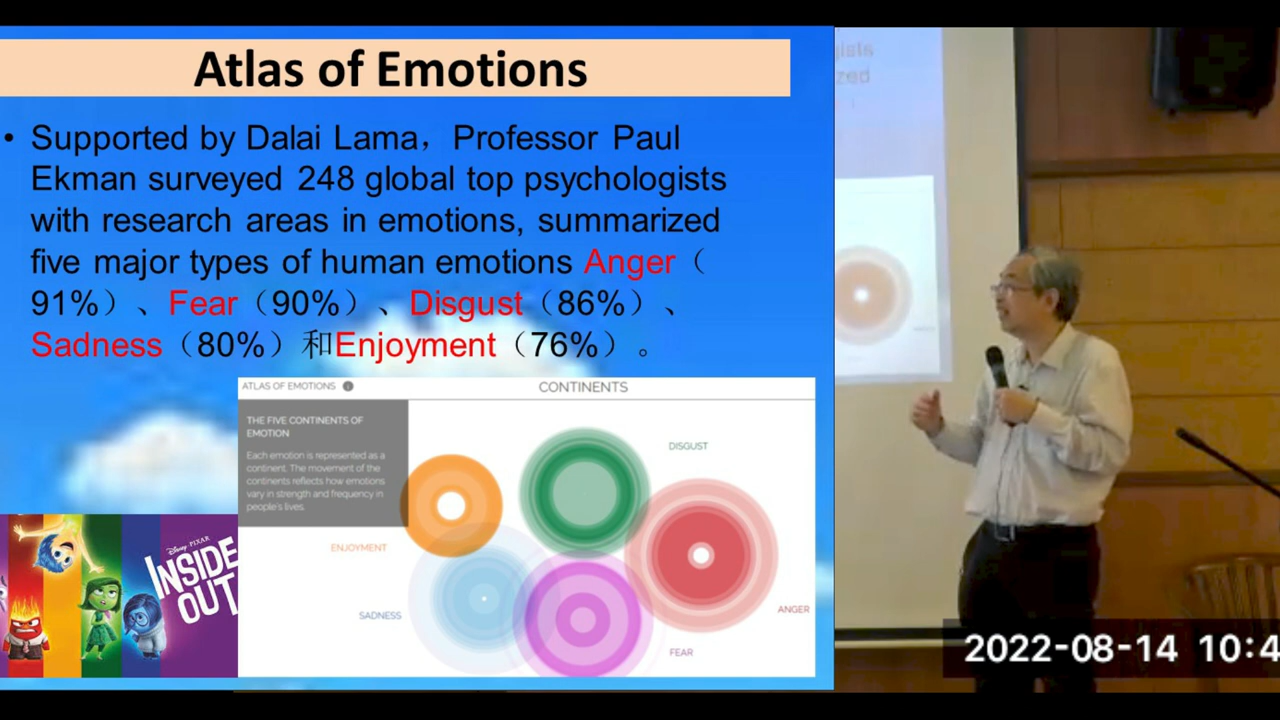 Atlas of Emotions
• Supported by Dalai Lama，Professor Paul
Ekman surveyed 248 global top psychologists
with research areas in emotions, summarized
five major types of human emotions Anger（
91%）、Fear（90%）、Disgust（86%）、
Sadness（80%）和Enjoyment（76%）。
ATLAS OF EMOTIONS
CONTINENTS
THE FIVE CONTINENTS OF
EMOTION
Each emotion is represented as a
continent. The movement of the
continents reflects how emotions
vary in strength and frequency in
people's lives.
DISGUST
ENJOYMENT
SADNESS
ANGER
FEAR
Disney PIXAR
INSIDE
OUT
2022-08-14 10:4